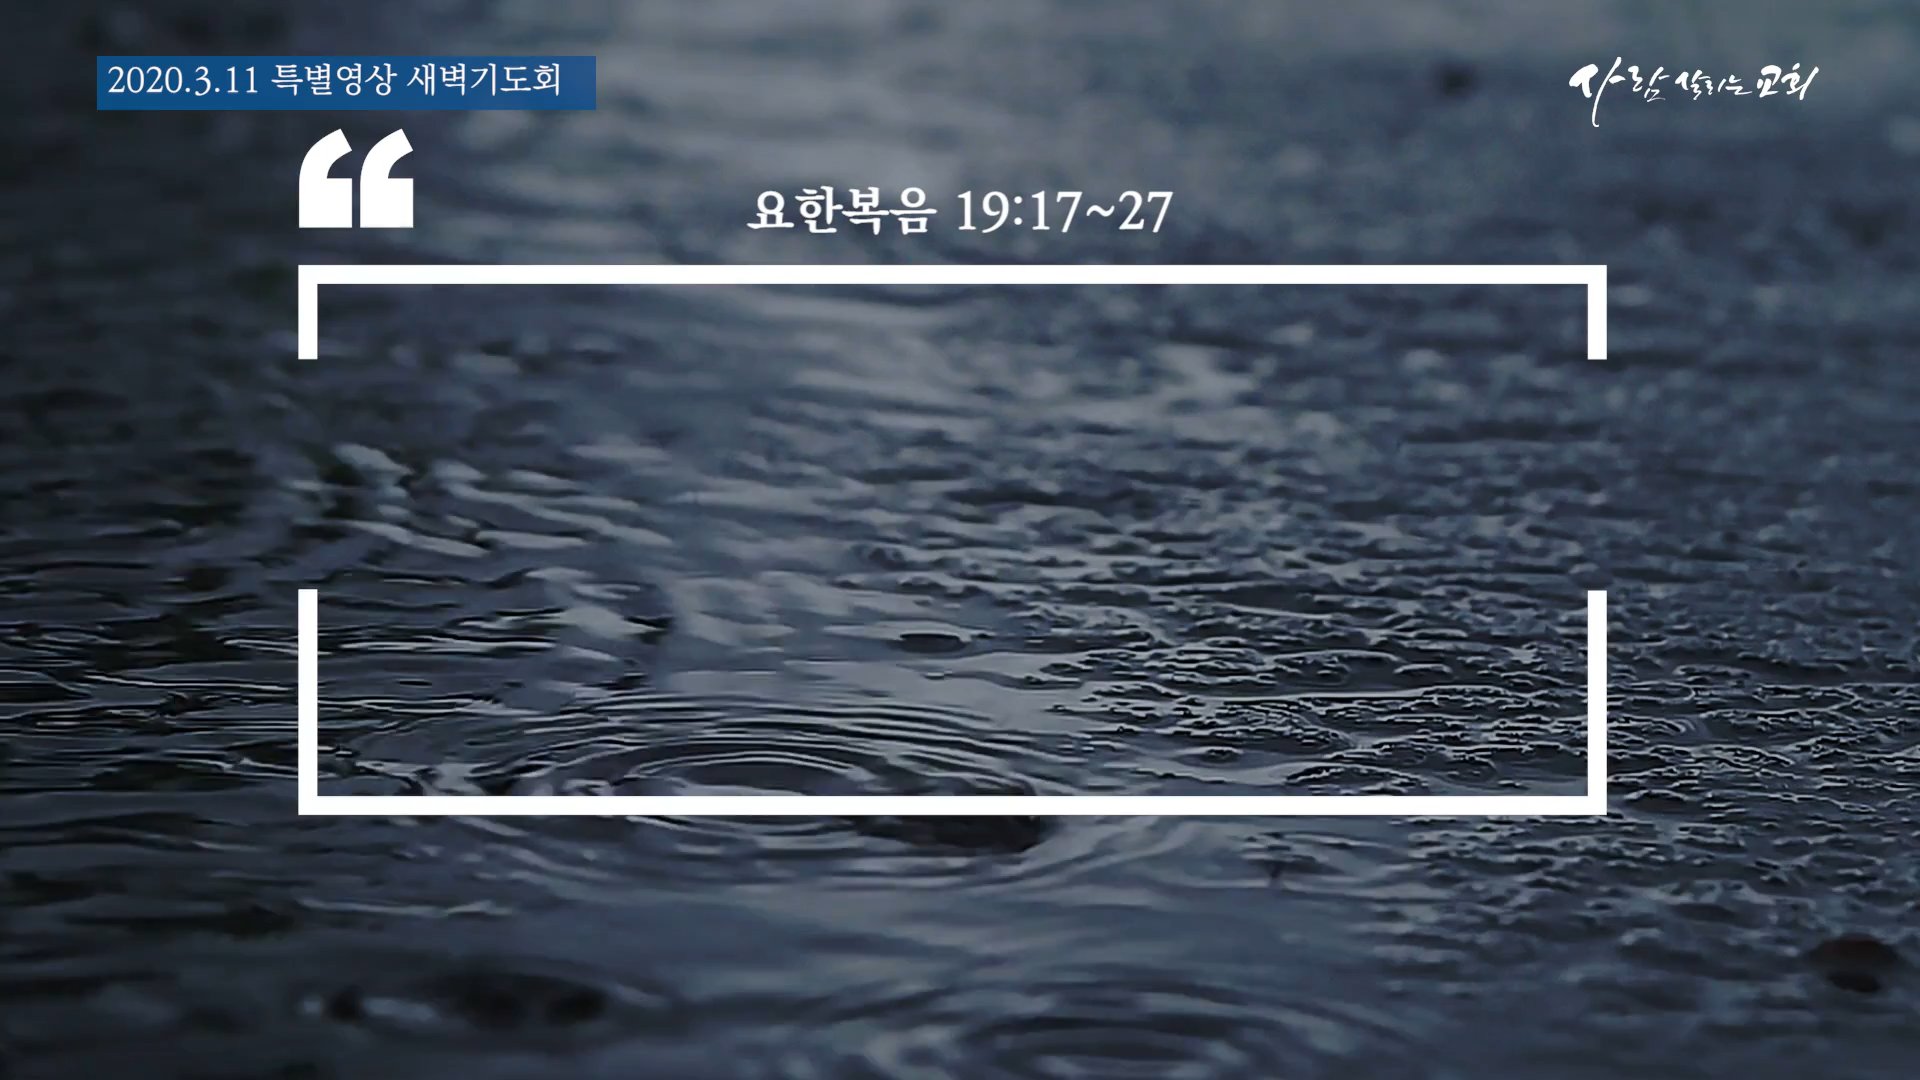 2020.3.11 특별영상 새벽기도회
사람 살리는 교회
“
요한복음 19:17~27